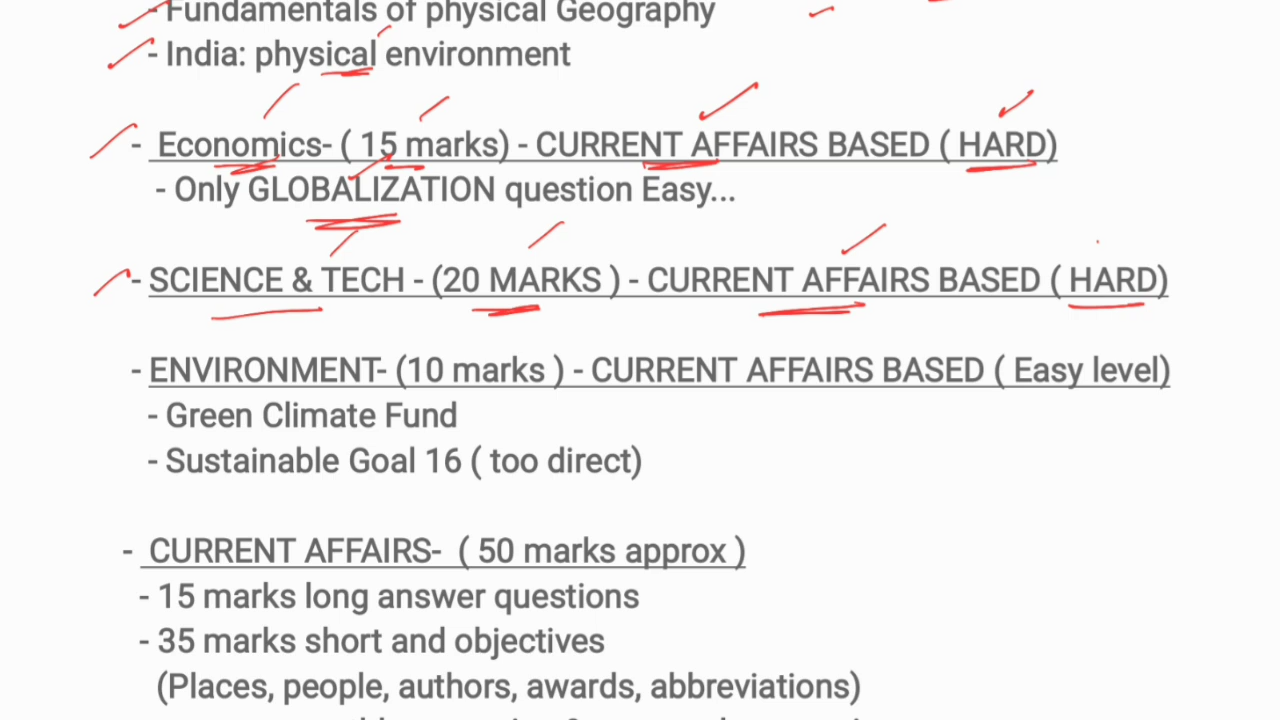 - Fundamentals of physical Geography
- India: physical environment
- Economics- ( 15 marks) - CURRENT AFFAIRS BASED ( HARD)
- Only GLOBALIZATION question Easy...
- SCIENCE & TECH - (20 MARKS ) - CURRENT AFFAIRS BASED ( HARD)
- ENVIRONMENT- (10 marks ) - CURRENT AFFAIRS BASED ( Easy level)
- Green Climate Fund
- Sustainable Goal 16 ( too direct)
- CURRENT AFFAIRS- ( 50 marks approx )
- 15 marks long answer questions
- 35 marks short and objectives
(Places, people, authors, awards, abbreviations)